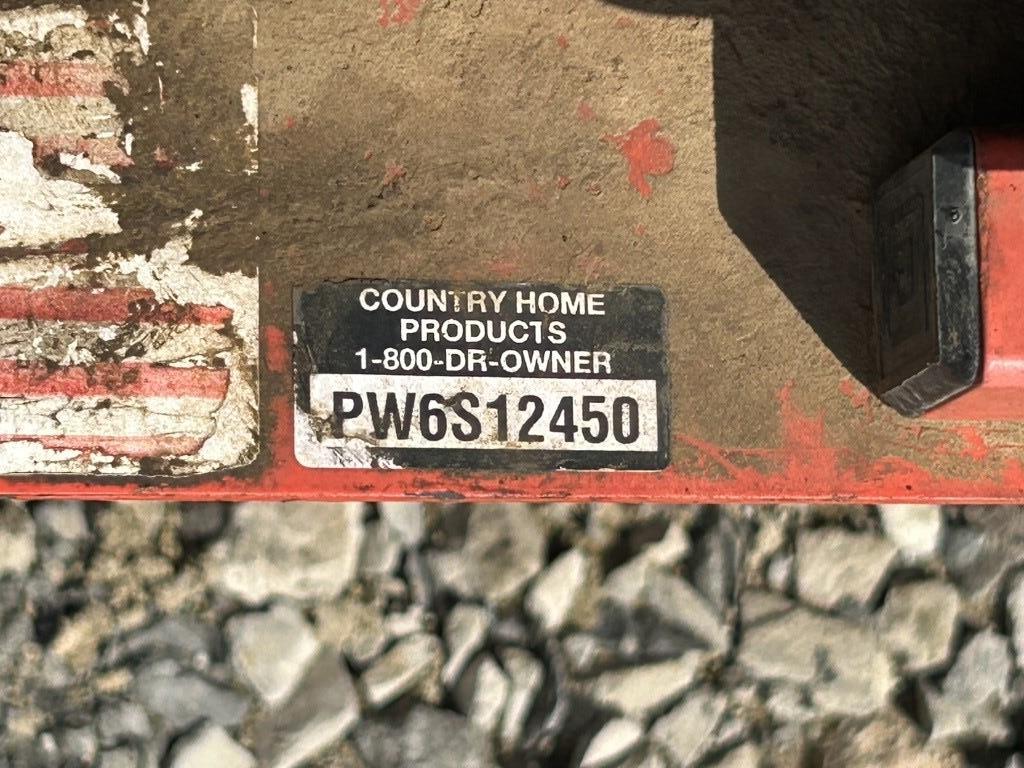 COUNTRY HOME
PRODUCTS
1-800-DR-OWNER
PW6S12450